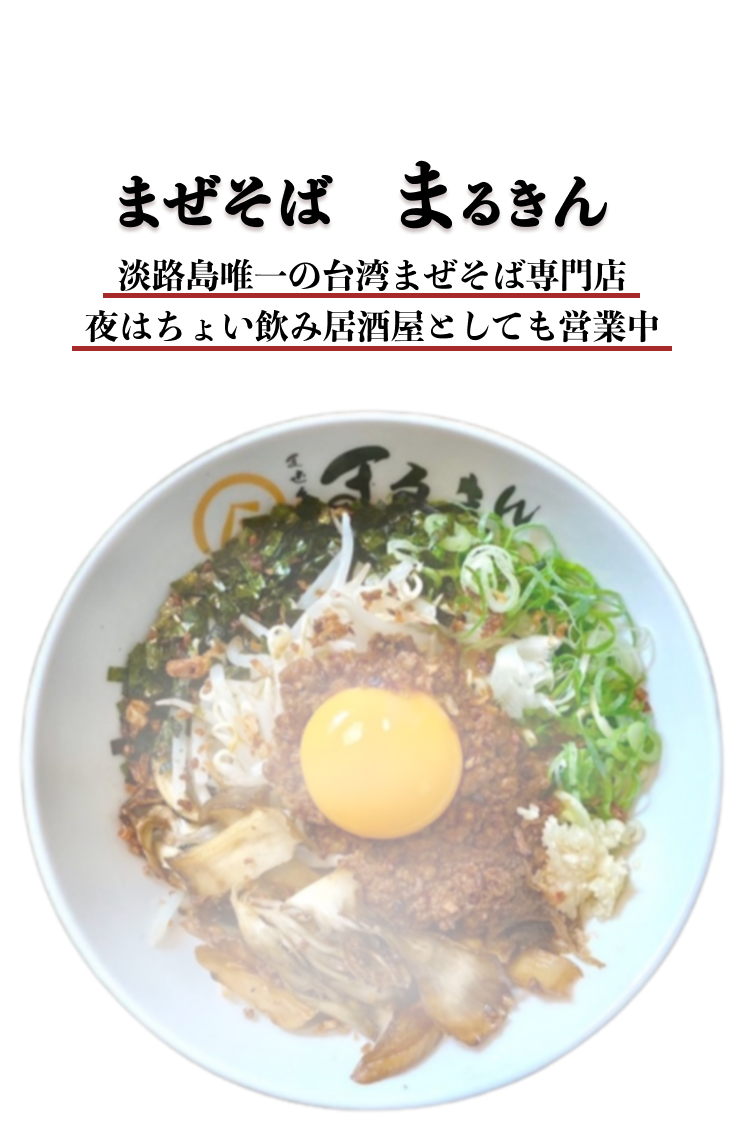 まぜそば　まるきん
淡路島唯一の台湾まぜそば専門店
夜はちょい飲み居酒屋としても営業中
まるきん